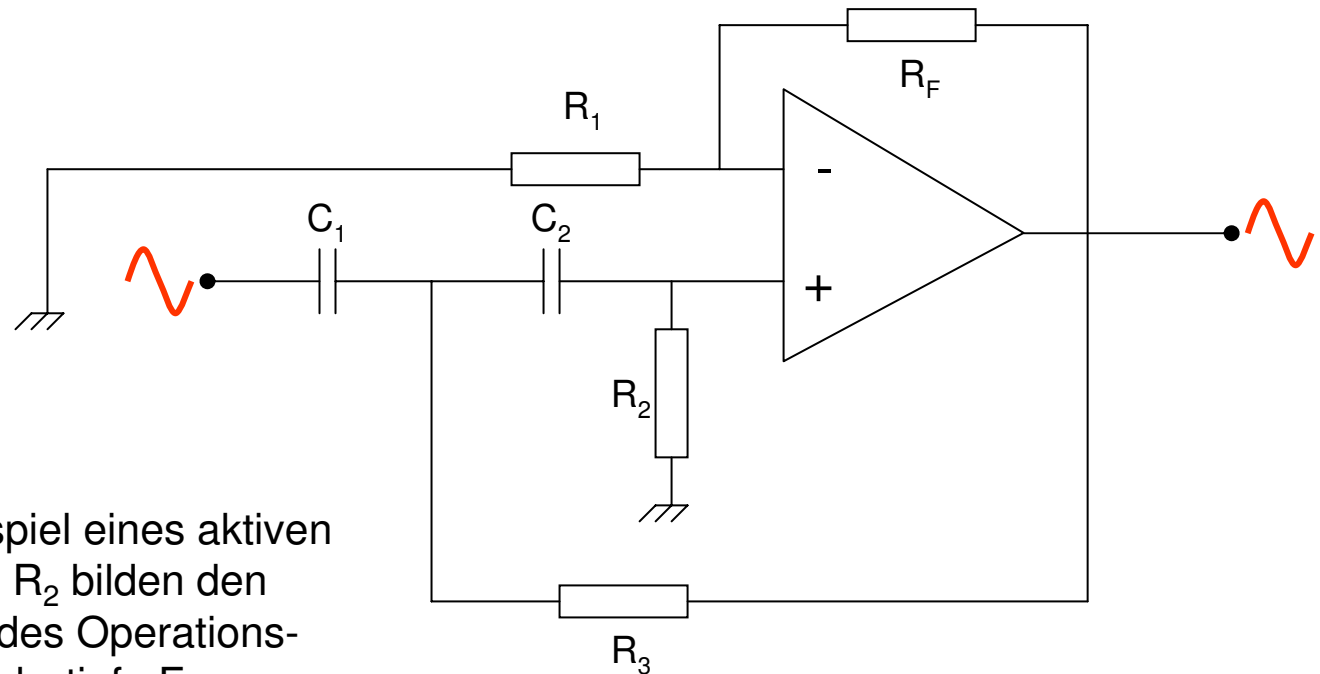 R_F
R_1
-
C_1
C_2
+
R_2
spiel eines aktiven
R_2 bilden den
des Operations-
R_3